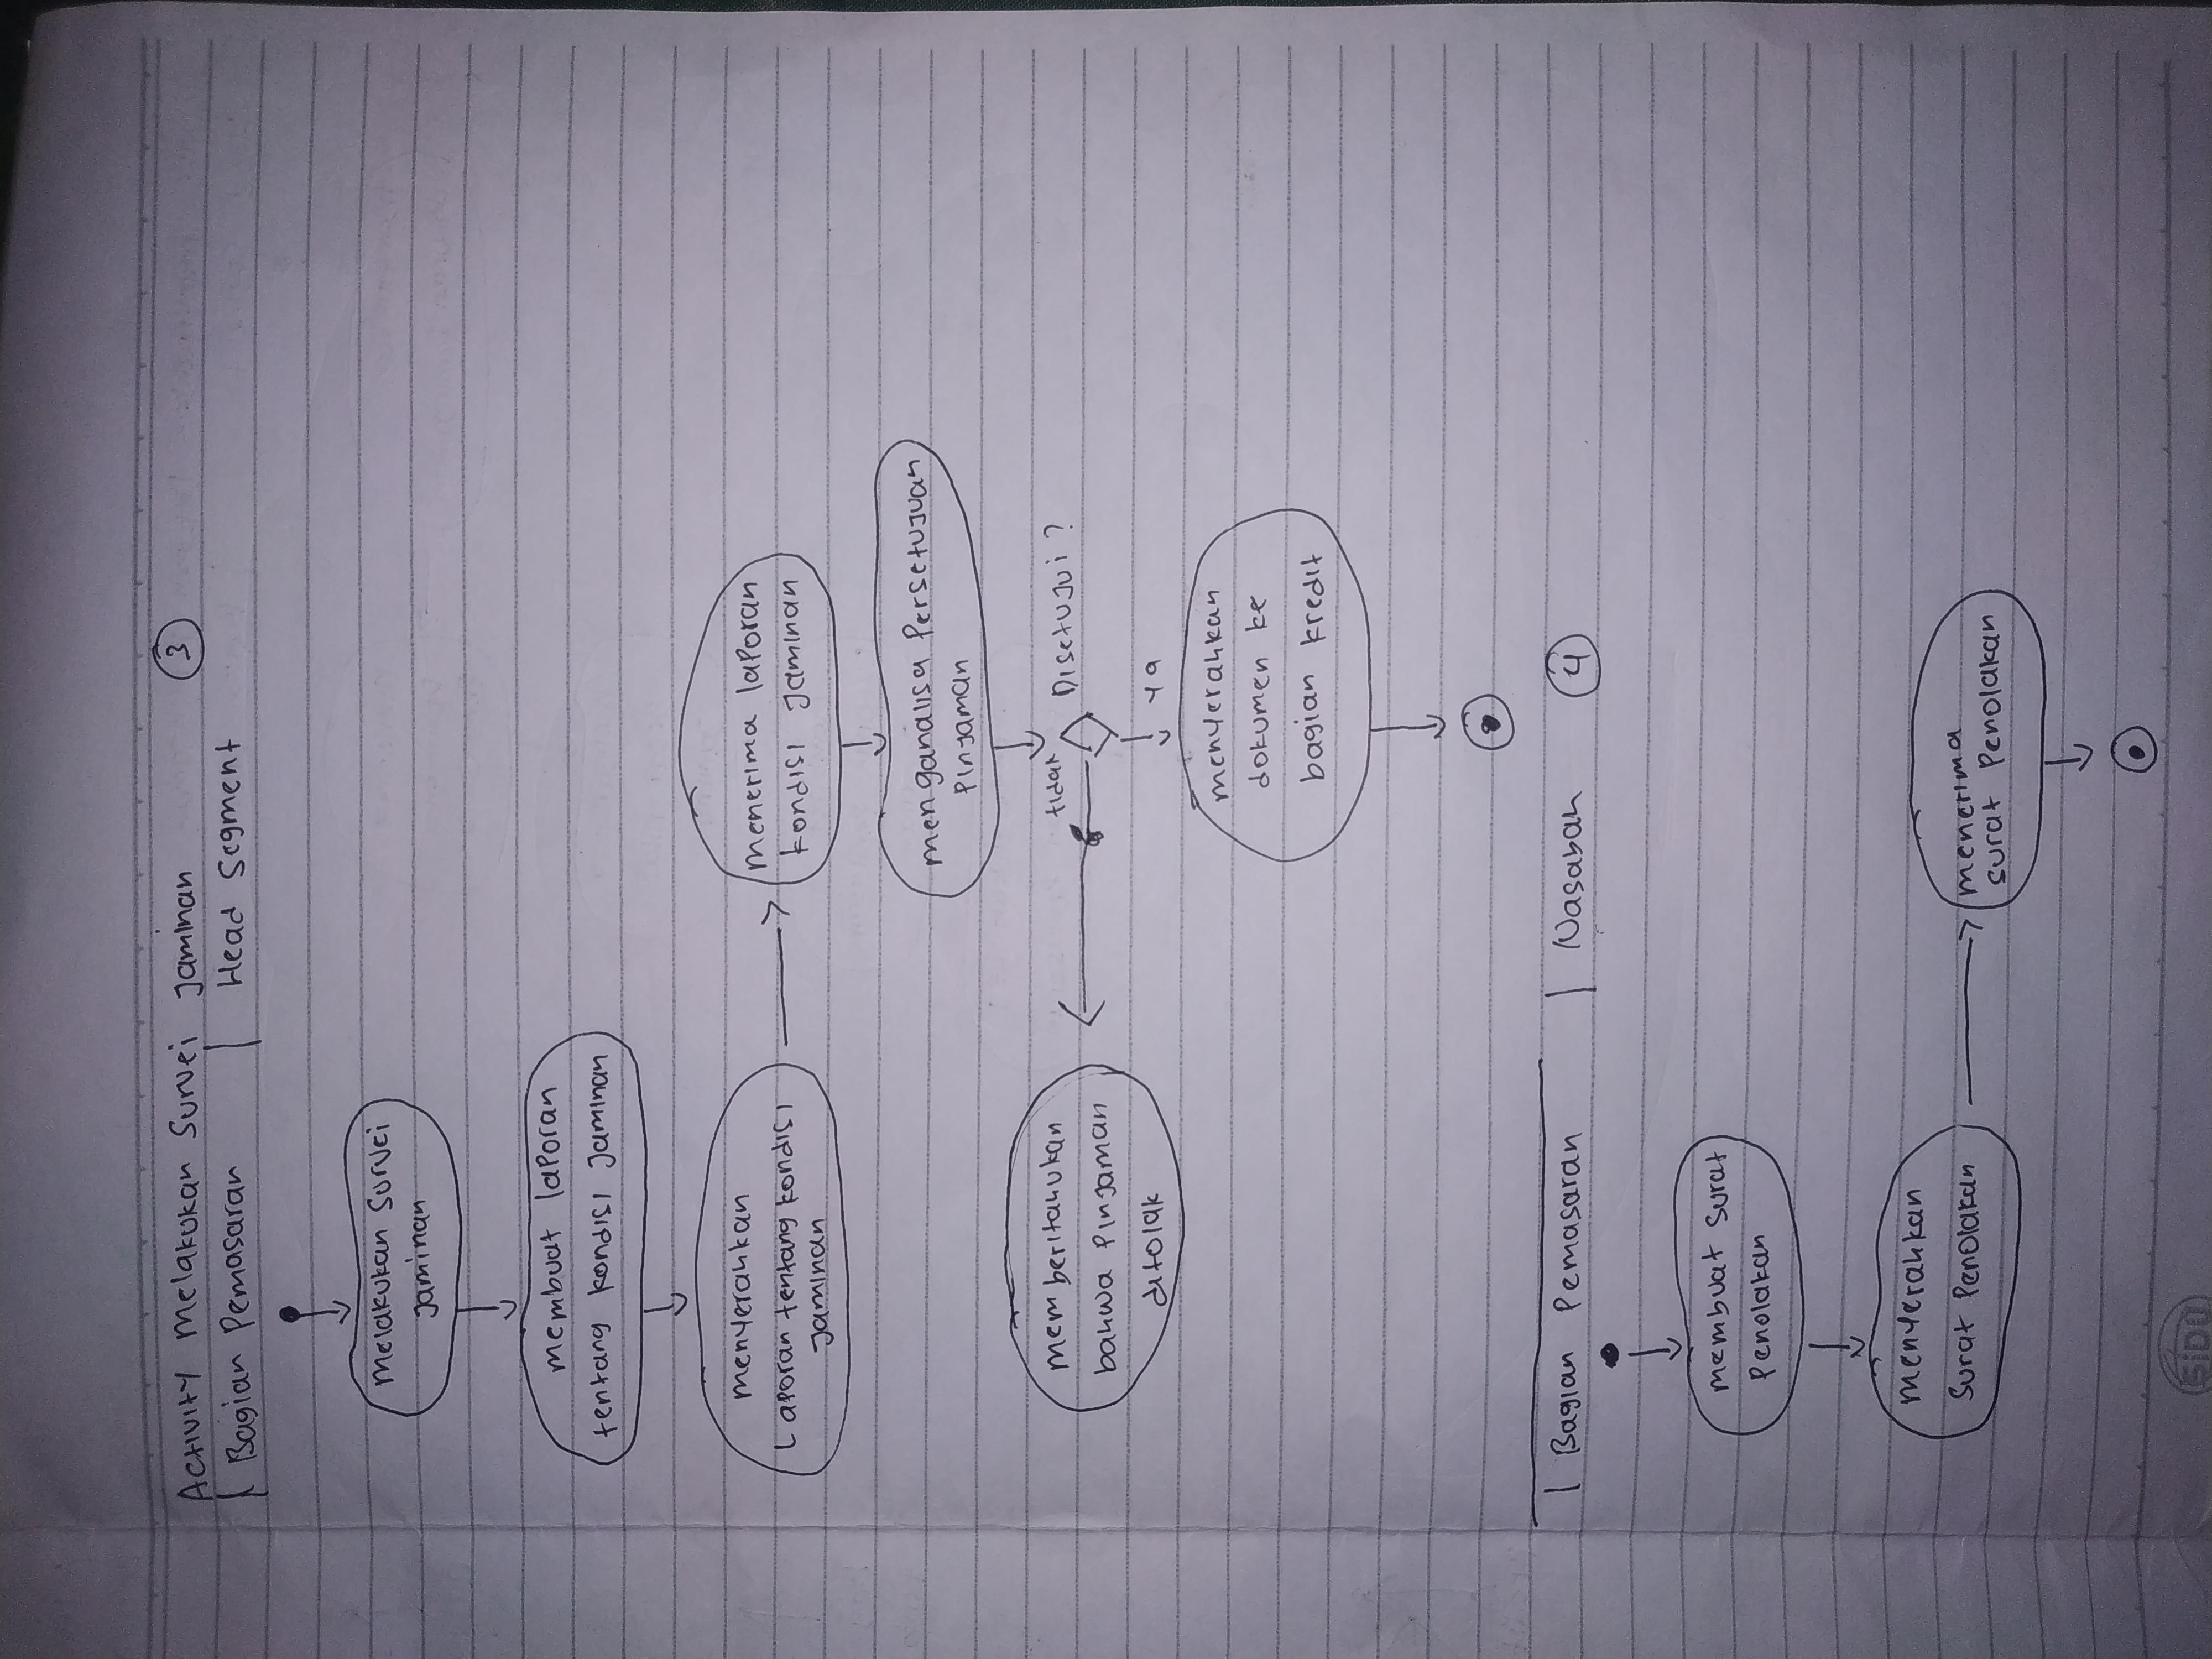 Activity Melakukan Survei Jaminan 3
Bagian Pemasaran Head Segment
Melakukan Survei
Jaminan
membuat laporan
tentang kondisi Jaminan
menyerahkan
Laporan tentang kondisi
Jaminan
menerima laporan
kondisi Jaminan
menganalisa Persetujuan
Pinjaman
tidak Disetujui ?
memberitahukan
bahwa Pinjaman
ditolak
ya
menyerahkan
dokumen ke
bagian kredit
Bagian Pemasaran Nasabah 4
membuat surat
Penolakan
menyerahkan
Surat Penolakan
menerima
surat Penolakan
SIDU